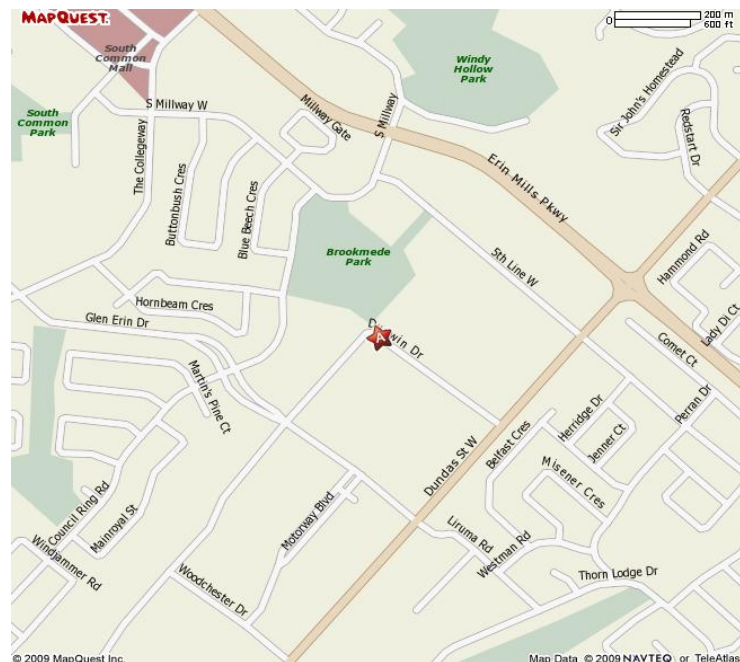 MAPQUEST.
0 200 m
600 ft
South
Common
Mall
Windy
Hollow
Park
South
Common
Park
S Millway W
Millway Gate
S Millway
Sir John's Homestead
Redstart Dr
The Collegeway
Buttonbush Cres
Blue Beech Cres
Erin Mills Pkwy
Brookmede
Park
5th Line W
Hammond Rd
Lady Di Ct
Hornbeam Cres
Glen Erin Dr
A
Comet Ct
Martin's Pine Ct
Perran Dr
Herridge Dr
Jenner Ct
Dundas St W
Belfast Cres
Misener Cres
Council Ring Rd
Mainroyal St
Motorway Blvd
Liruma Rd
Westman Rd
Windjammer Rd
Woodchester Dr
Thorn Lodge Dr
© 2009 MapQuest Inc.
Map Data © 2009 NAVTEQ or TeleAtlas